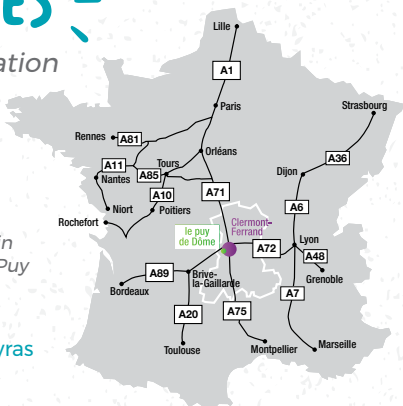 ES
ation
Lille
A1
Paris
Strasbourg
Rennes
A81
A36
Orléans
A11
Tours
A85
Dijon
Nantes
A10
A71
A6
Niort
Poitiers
Rochefort
Clermont-
Ferrand
le puy
de Dôme
Lyon
A72
A48
in
Puy
A89
Brive-
la-Gaillarde
Grenoble
Bordeaux
A7
A20
A75
yras
Toulouse
Montpellier
Marseille